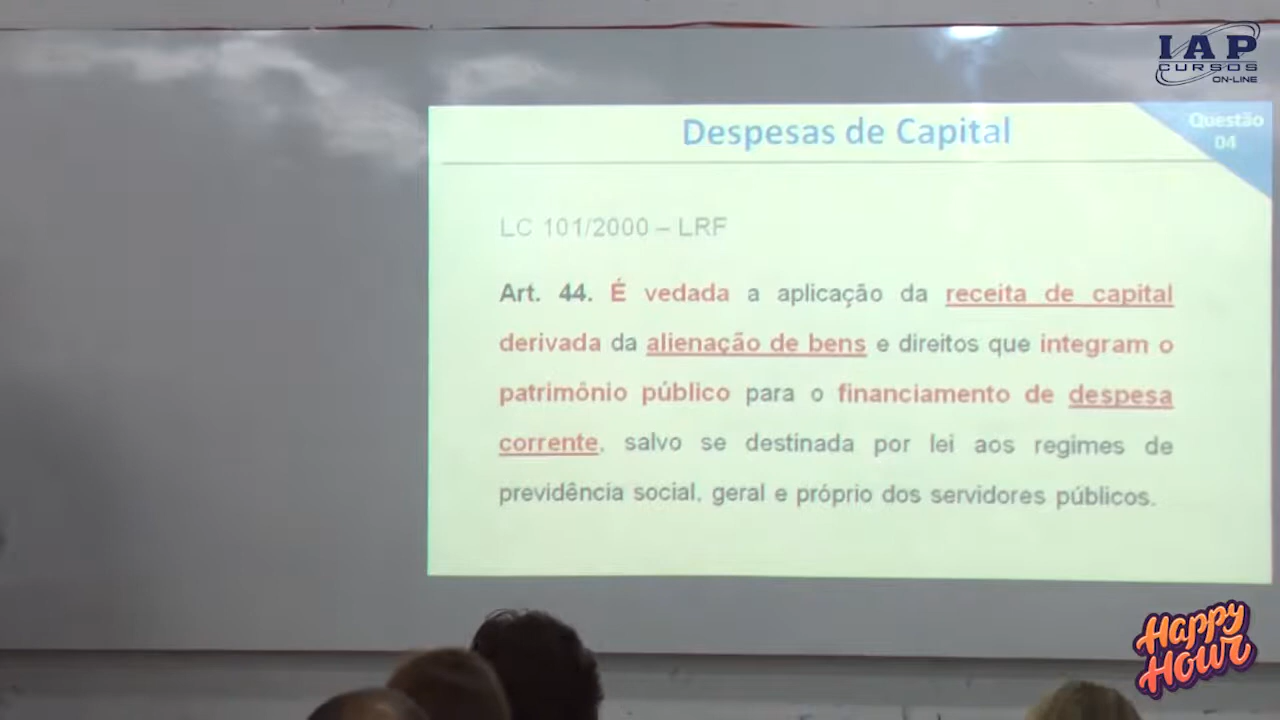 IAP
CURSOS
ON-LINE
Despesas de Capital
Questão
04
LC 101/2000 – LRF
Art. 44. É vedada a aplicação da receita de capital
derivada da alienação de bens e direitos que integram o
patrimônio público para o financiamento de despesa
corrente, salvo se destinada por lei aos regimes de
previdência social, geral e próprio dos servidores públicos.
Happy
Hour